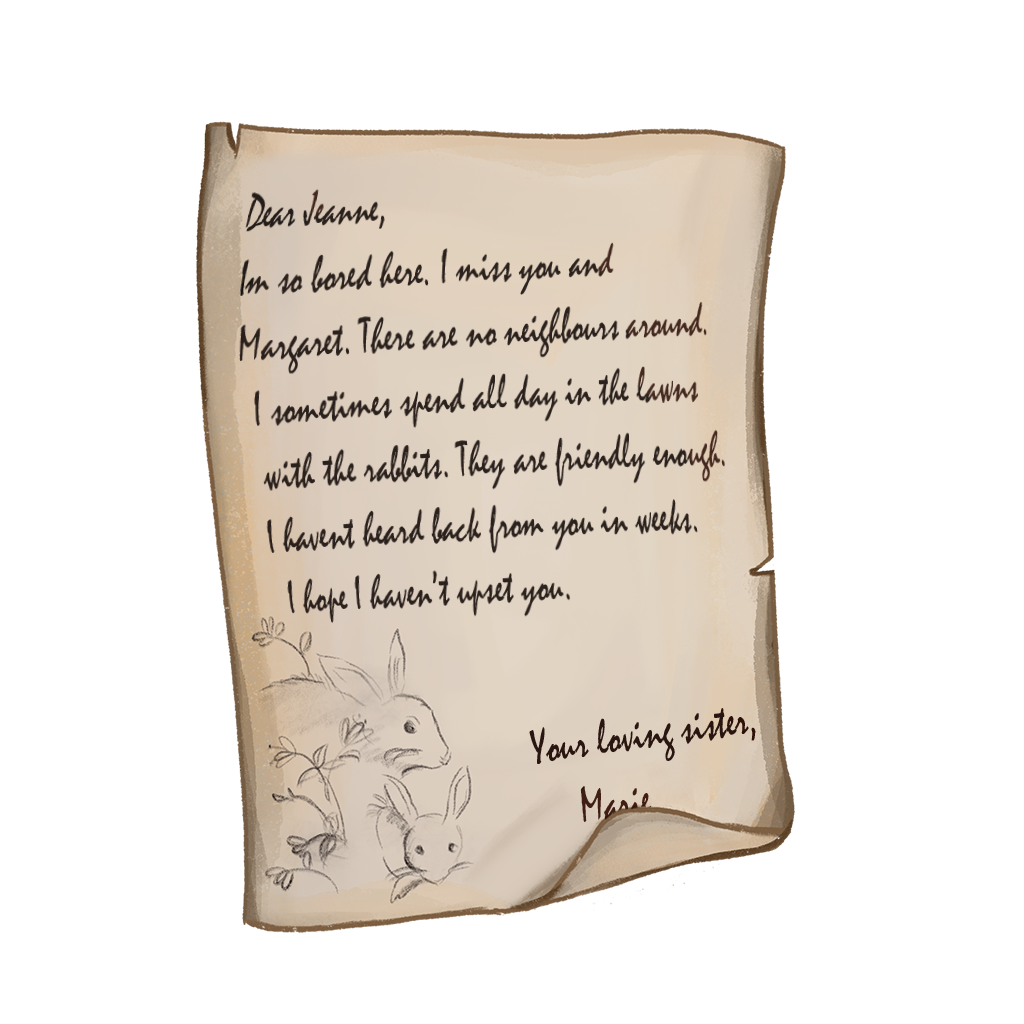 Dear Jeanne,
Im so bored here. I miss you and
Margaret. There are no neighbours around.
I sometimes spend all day in the lawns
with the rabbits. They are friendly enough.
I havent heard back from you in weeks.
I hope I haven't upset you.
Your loving sister,
Marie